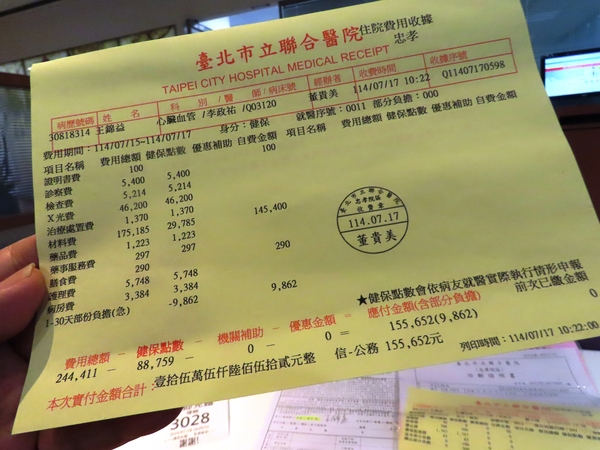 臺北市立聯合醫院住院費用收據
忠孝
TAIPEI CITY HOSPITAL MEDICAL RECEIPT
病歷號碼 姓名 科別/醫師/病床號 經辦者 收費時間 收據序號
30818314 王錦益 心臟血管 /李政祐 /Q3120 董貴美 114/07/17 10:22 Q11407170598
費用期間:114/07/15~114/07/17 身分:健保 就醫序號:0011 部分負擔:000
項目名稱 費用總額 健保點數 優惠補助 自費金額 項目名稱 費用總額 健保點數 優惠補助 自費金額
證明書費 100 100
診察費 5,400 5,400
檢查費 5,214 5,214
X光費 46,200 46,200
治療處置費 1,370 1,370
材料費 175,185 29,785 145,400
藥品費 1,223 1,223
藥事服務費 297 297
膳食費 290 290
護理費 5,748 5,748
病房費 3,384 3,384
1-30天部份負擔(急) -9,862 9,862
臺北市立聯合醫院
忠孝院區
收費章
114.07.17
董貴美
★健保點數會依病友就醫實際執行情形申報
費用總額 - 健保點數 - 機關補助 - 優惠金額 = 應付金額(含部分負擔) 前次已繳金額
244,411 - 88,759 - 0 - 0 = 155,652(9,862) 0
本次實付金額合計:壹拾伍萬伍仟陸佰伍拾貳元整 信-公務 155,652元 列印時間:114/07/17 10:22:00
3028
謝謝